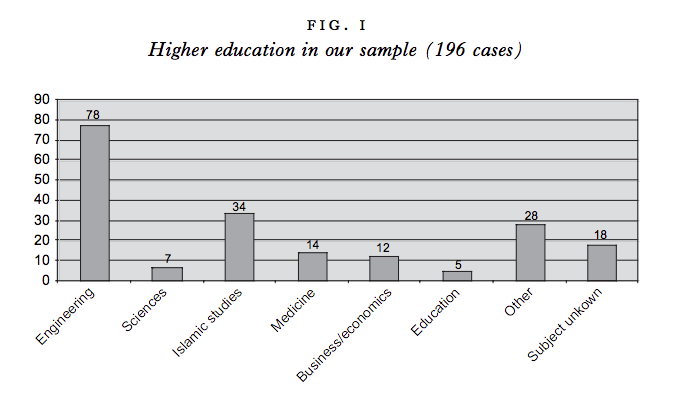 FIG. I
Higher education in our sample (196 cases)
90
80
70
60
50
40
30
20
10
0
78
7
34
14
12
5
28
18
Engineering
Sciences
Islamic studies
Medicine
Business/economics
Education
Other
Subject unkown